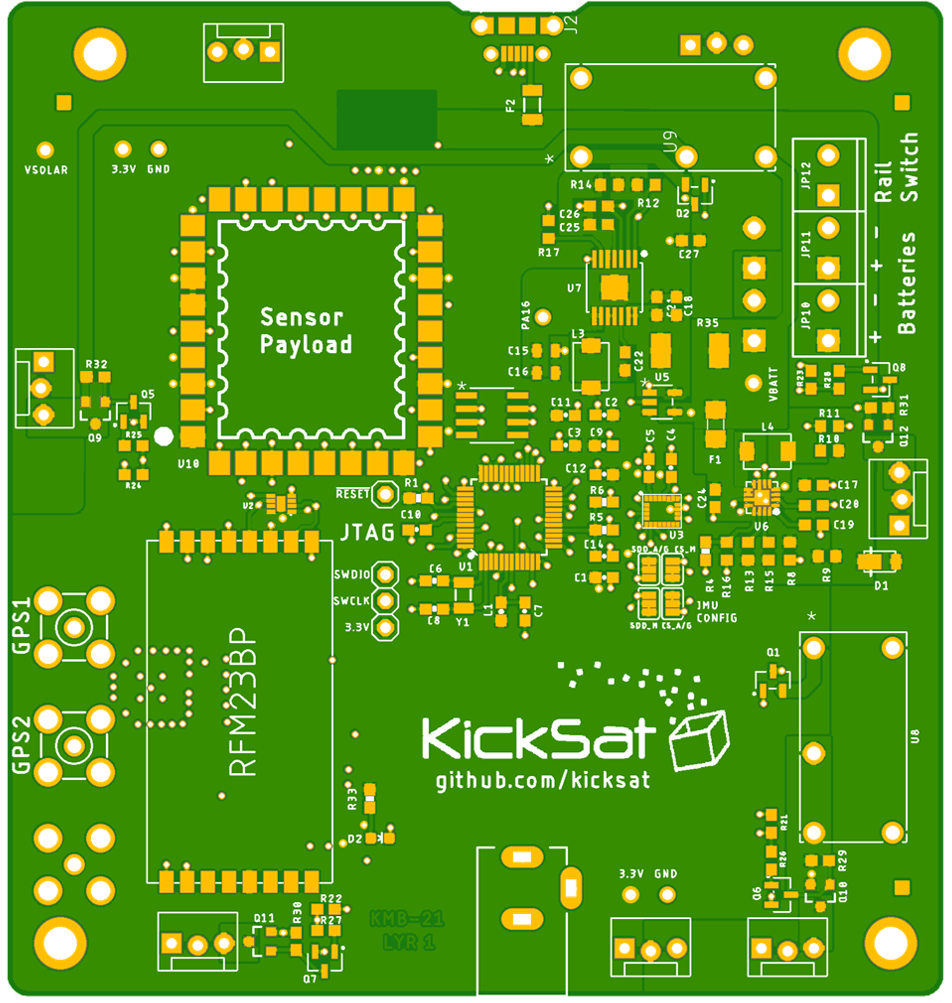 J2
F2
U9
*
VSOLAR
3.3V GND
R14
R12
Q2
JP12
Rail
Switch
C26
C25
R17
C27
JP11
-
+
U7
C21
C18
Batteries
-
+
JP10
PA16
R35
Sensor
Payload
L3
C15
C16
C22
U5
*
VBATT
R23
R28
Q8
R32
Q5
Q9
R25
R24
*
C11
C2
C3
C9
C5
C4
F1
L4
R11
R10
R31
Q12
U10
RESET
R1
C10
C12
R6
R5
C14
C1
U3
C24
U6
C17
C20
C19
U2
JTAG
U1
SDO_A/G CS_M
R4
R16
R13
R15
R8
R9
D1
SWDIO
SWCLK
3.3V
C6
C8
Y1
L1
C7
IMU
CONFIG
SDO_M CS_A/G
*
GPS1
GPS2
RFM23BP
Q1
U8
KickSat
github.com/kicksat
R33
D2
R21
R26
R29
Q6
Q10
3.3V GND
R22
R27
R30
Q11
Q7
KMB-21
LYR 1